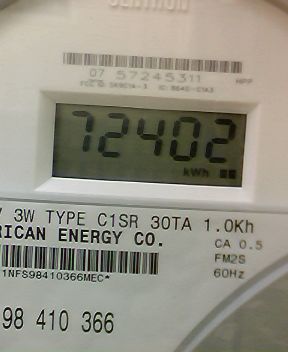 CENTRON
07 57245311
72402
kWh
3W TYPE C1SR 30TA 1.0Kh
RICAN ENERGY CO.
CA 0.5
FM2S
60Hz
1NFS98410366MEC*
98 410 366